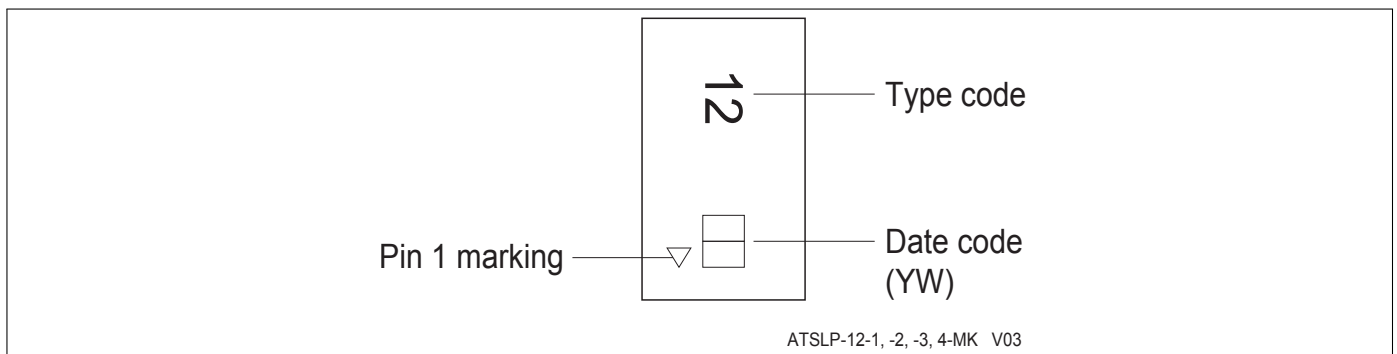 12
Type code
Pin 1 marking
Date code
(YW)
ATSLP-12-1, -2, -3, 4-MK V03